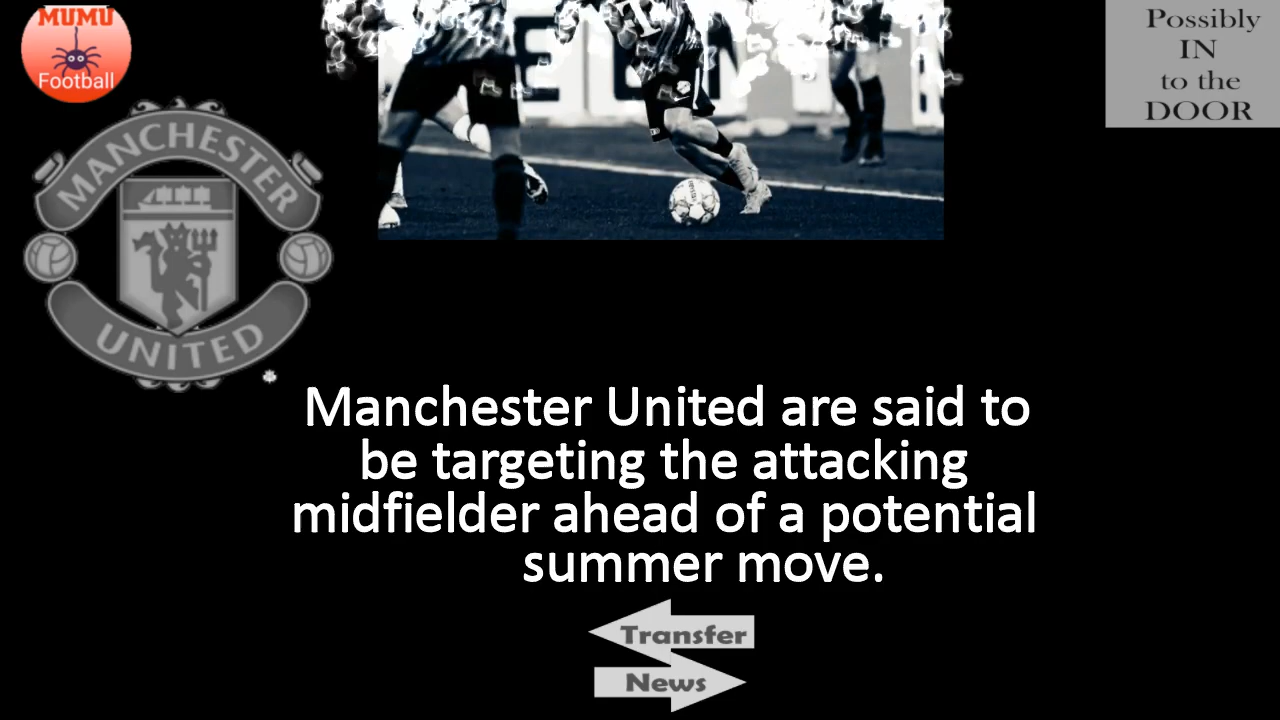 MUMU
Football
Possibly
IN
to the
DOOR
MANCHESTER
UNITED
Manchester United are said to
be targeting the attacking
midfielder ahead of a potential
summer move.
Transfer
News